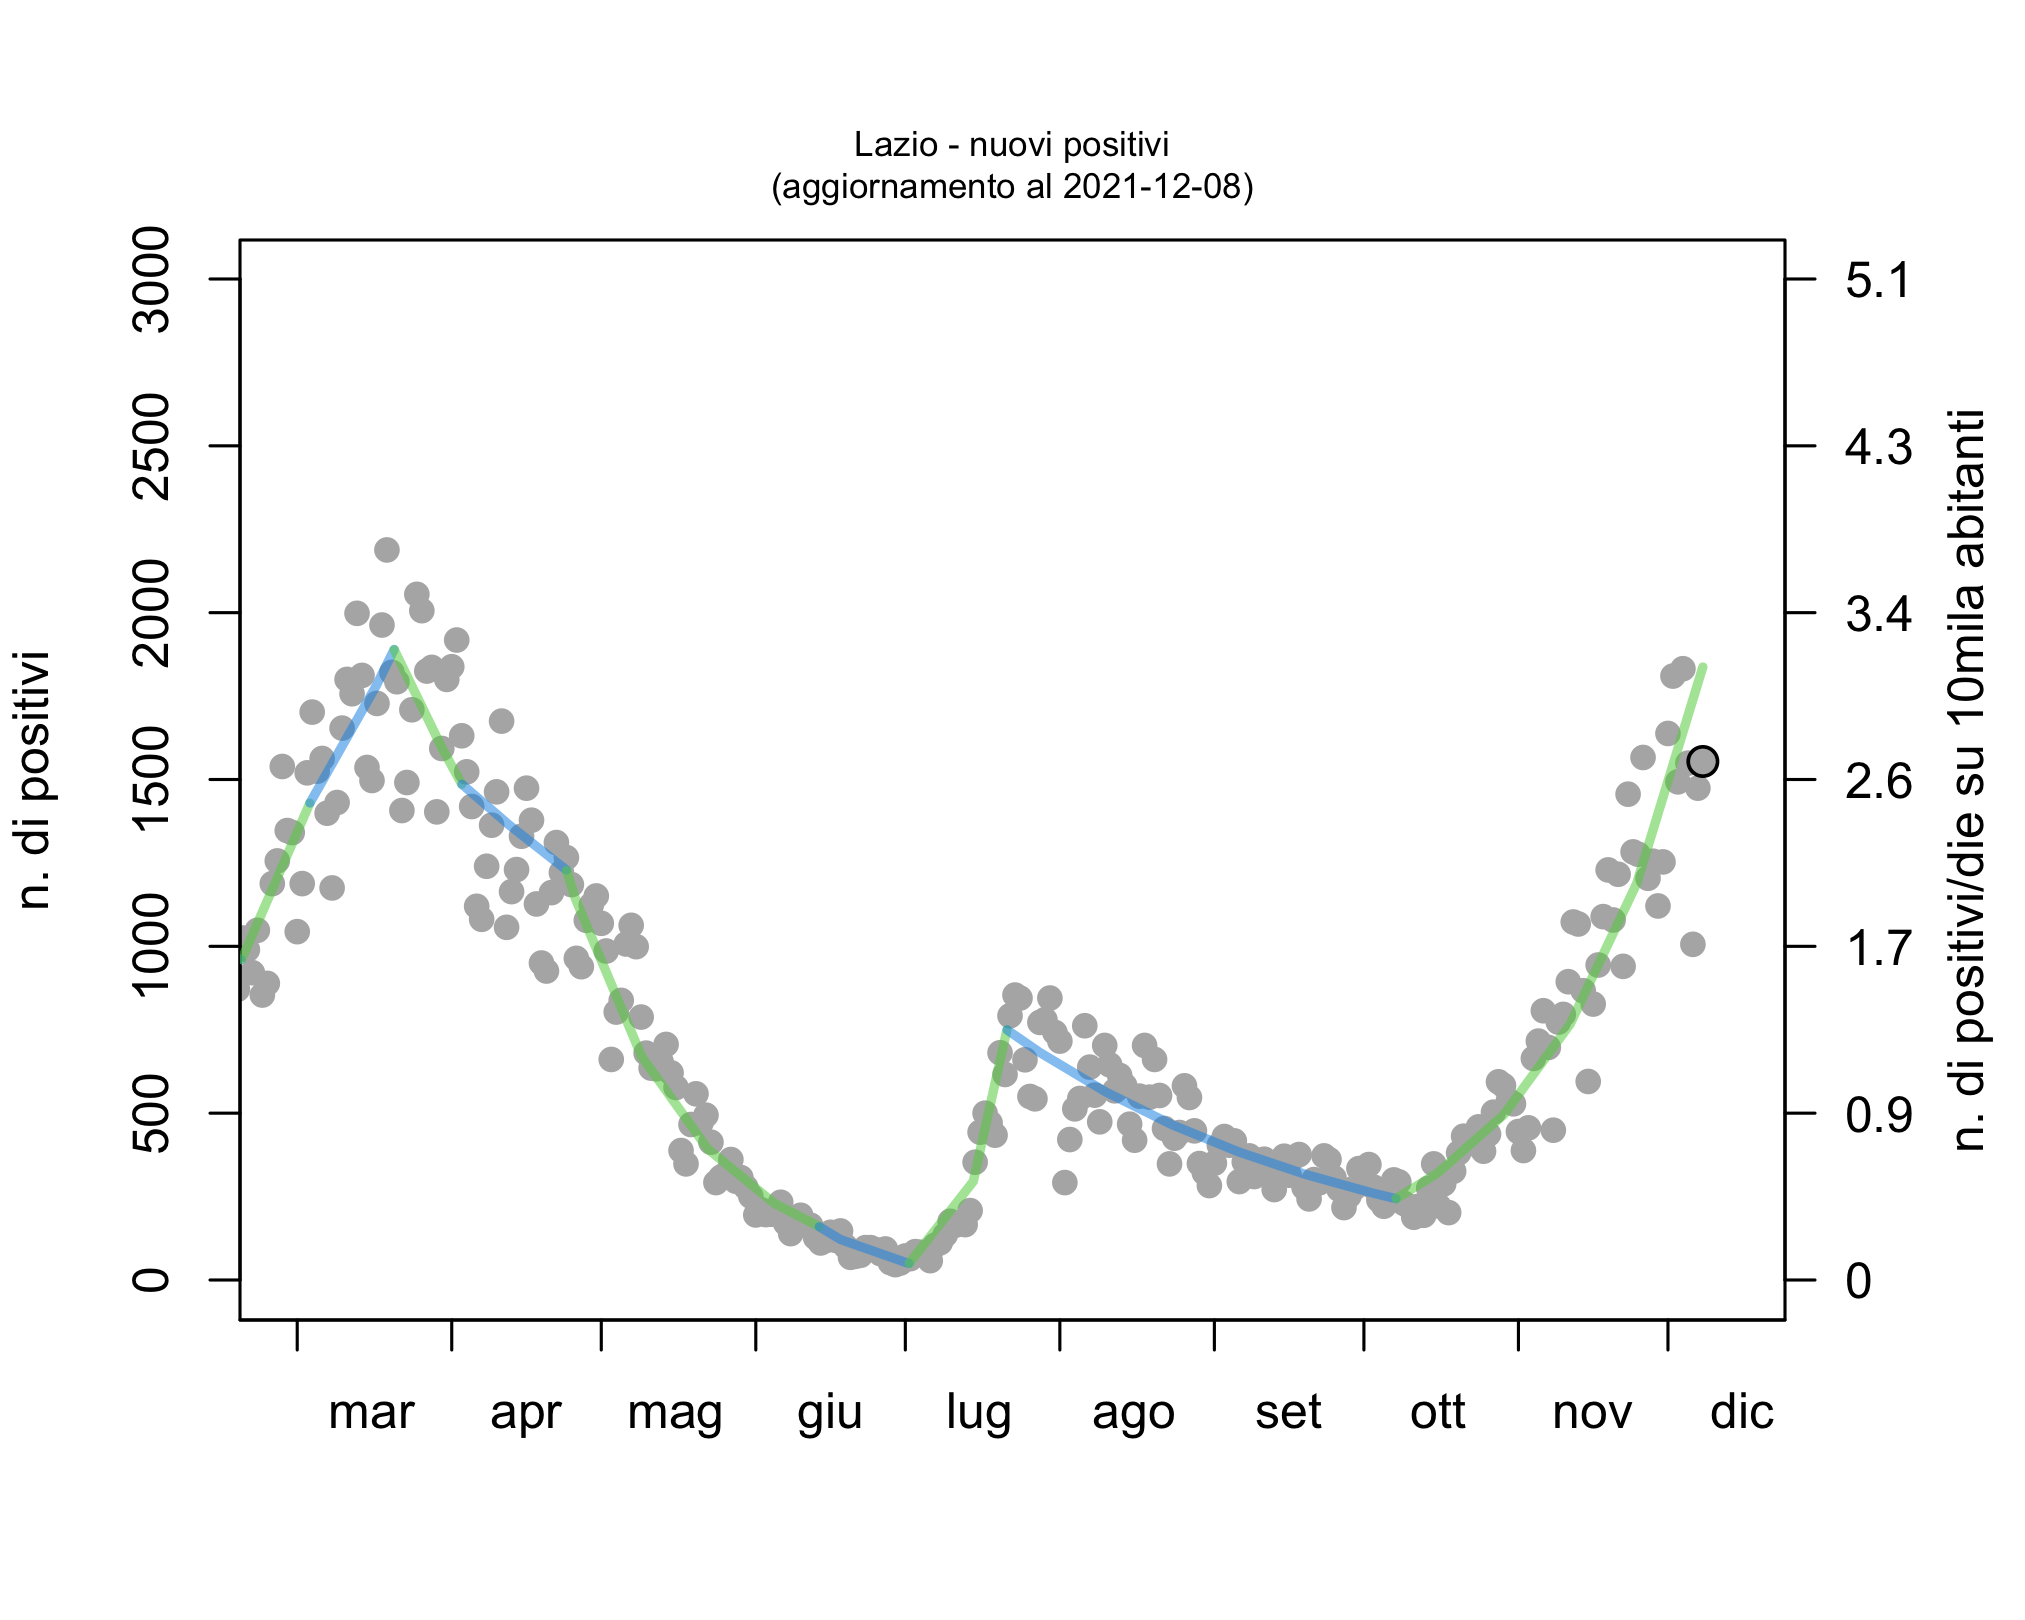 Lazio - nuovi positivi
(aggiornamento al 2021-12-08)
n. di positivi
3000
2500
2000
1500
1000
500
0
5.1
4.3
3.4
2.6
1.7
0.9
0
n. di positivi/die su 10mila abitanti
mar apr mag giu lug ago set ott nov dic